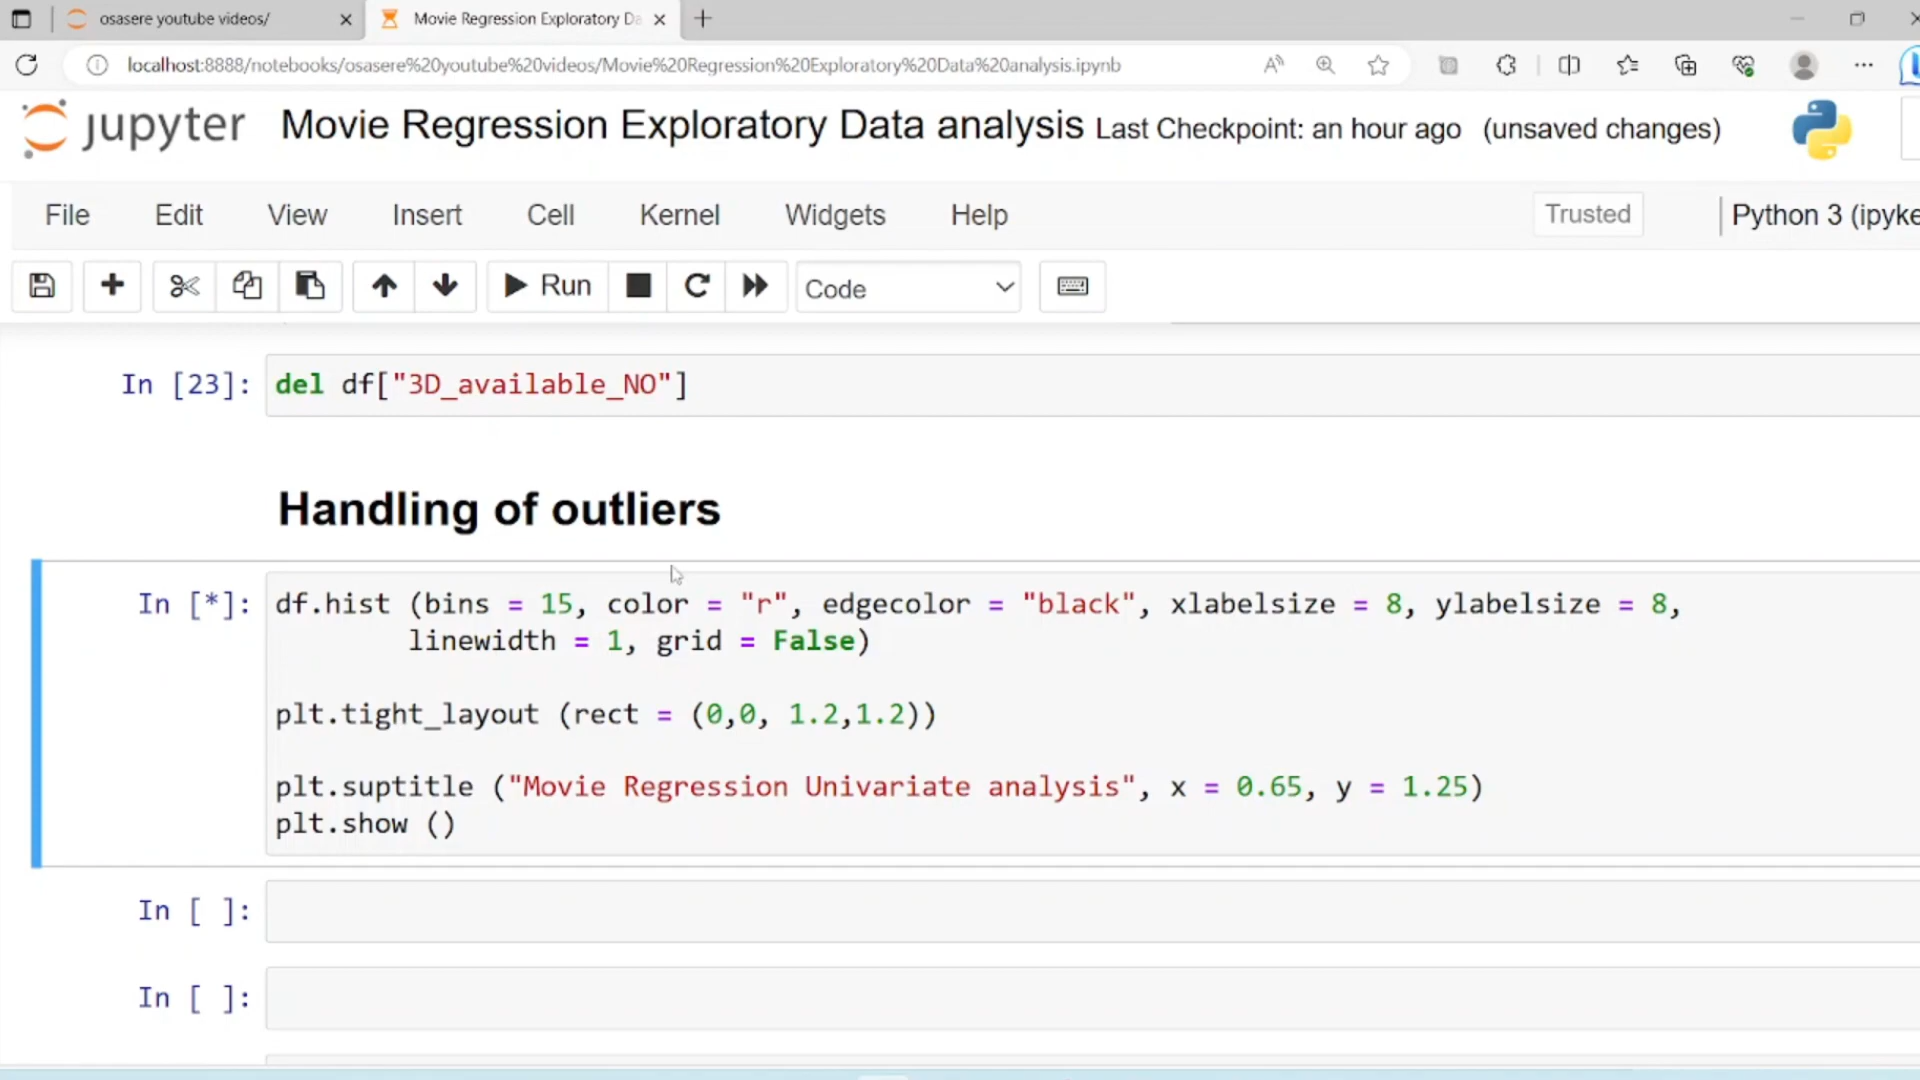 osasere youtube videos/
Movie Regression Exploratory Da
localhost:8888/notebooks/osasere%20youtube%20videos/Movie%20Regression%20Exploratory%20Data%20analysis.ipynb
jupyter Movie Regression Exploratory Data analysis Last Checkpoint: an hour ago (unsaved changes)
File Edit View Insert Cell Kernel Widgets Help Trusted Python 3 (ipyke
Run Code
In [23]: del df["3D_available_NO"]
Handling of outliers
In [*]: df.hist (bins = 15, color = "r", edgecolor = "black", xlabelsize = 8, ylabelsize = 8,
linewidth = 1, grid = False)
plt.tight_layout (rect = (0,0, 1.2,1.2))
plt.suptitle ("Movie Regression Univariate analysis", x = 0.65, y = 1.25)
plt.show ()
In [ ]:
In [ ]: